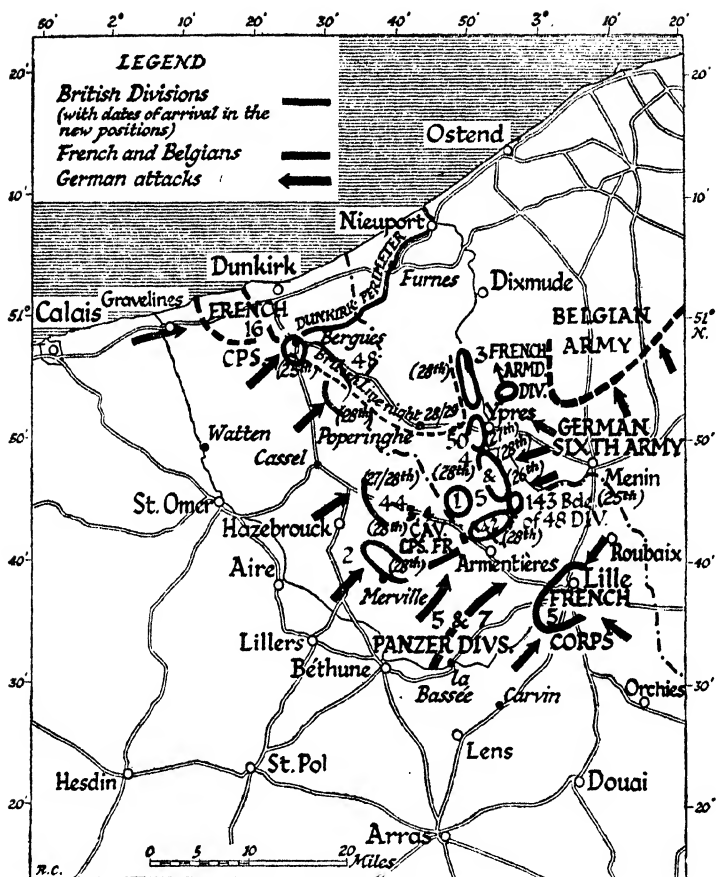 50' 2° 10' 20' 30' 40' 50' 3° 10' 20'
LEGEND
British Divisions
(with dates of arrival in the
new positions)
French and Belgians
German attacks
20' 20'
Ostend
10' 10'
Nieuport
Dunkirk
DUNKIRK PERIMETER
Furnes
Dixmude
Calais
Gravelines
FRENCH
16
CPS.
51° 51°
N.
Bergues
48
(25th)
British Line night 28/29
(28th)
3
FRENCH
ARMD.
DIV.
BELGIAN
ARMY
Ypres
(27th)
50
GERMAN
SIXTH ARMY
Poperinghe
Watten
Cassel
50' 50'
4
(28th)
(28th)
&
(26th)
Menin
St. Omer
(27/28th)
44
(28th)
1
5
143 Bde (25th)
of 48 DIV.
42
(28th)
CAV.
CPS. FR.
Hazebrouck
Armentières
Roubaix
40' 40'
Aire
2
(28th)
Merville
Lille
FRENCH
5
CORPS
5 & 7
PANZER DIVS.
Lillers
Béthune
la
Bassée
Carvin
Orchies
30' 30'
Lens
St. Pol
Hesdin
Douai
20' 20'
Arras
R.C.
0 5 10 20
Miles